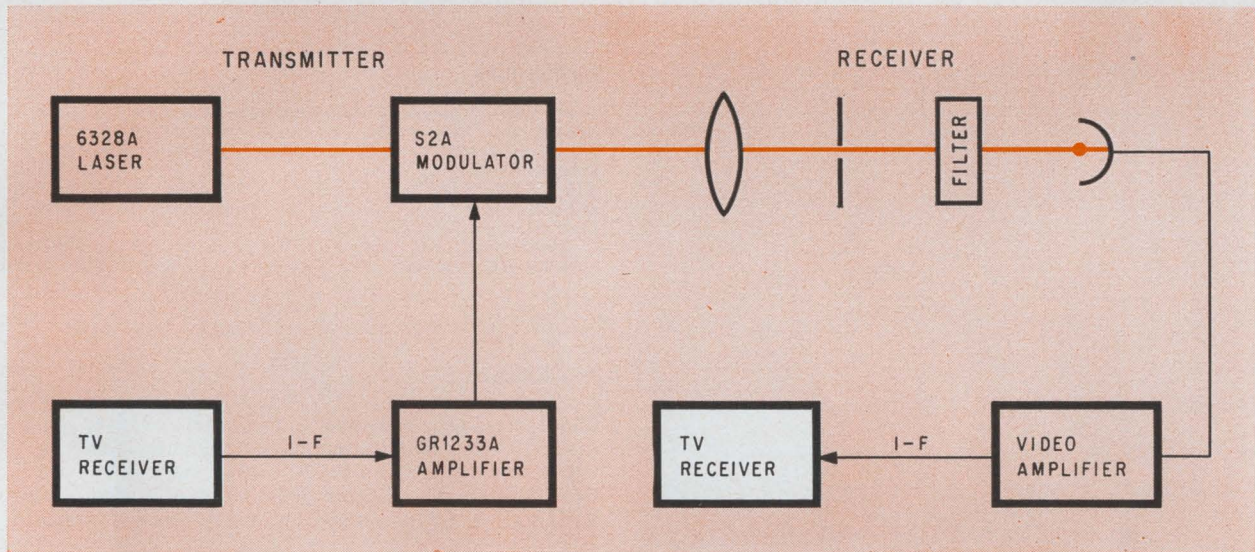 TRANSMITTER
RECEIVER
6328A
LASER
S2A
MODULATOR
FILTER
TV
RECEIVER
I-F
GR1233A
AMPLIFIER
TV
RECEIVER
I-F
VIDEO
AMPLIFIER